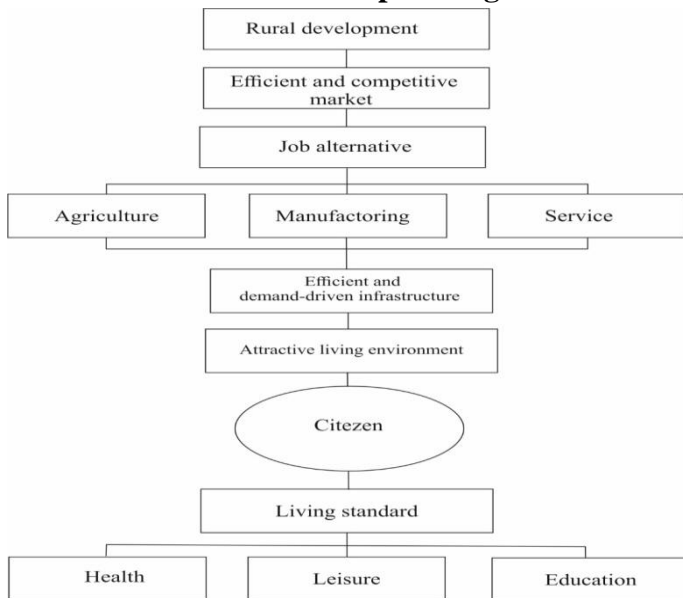 Rural development
Efficient and competitive
market
Job alternative
Agriculture
Manufactoring
Service
Efficient and
demand-driven infrastructure
Attractive living environment
Citezen
Living standard
Health
Leisure
Education